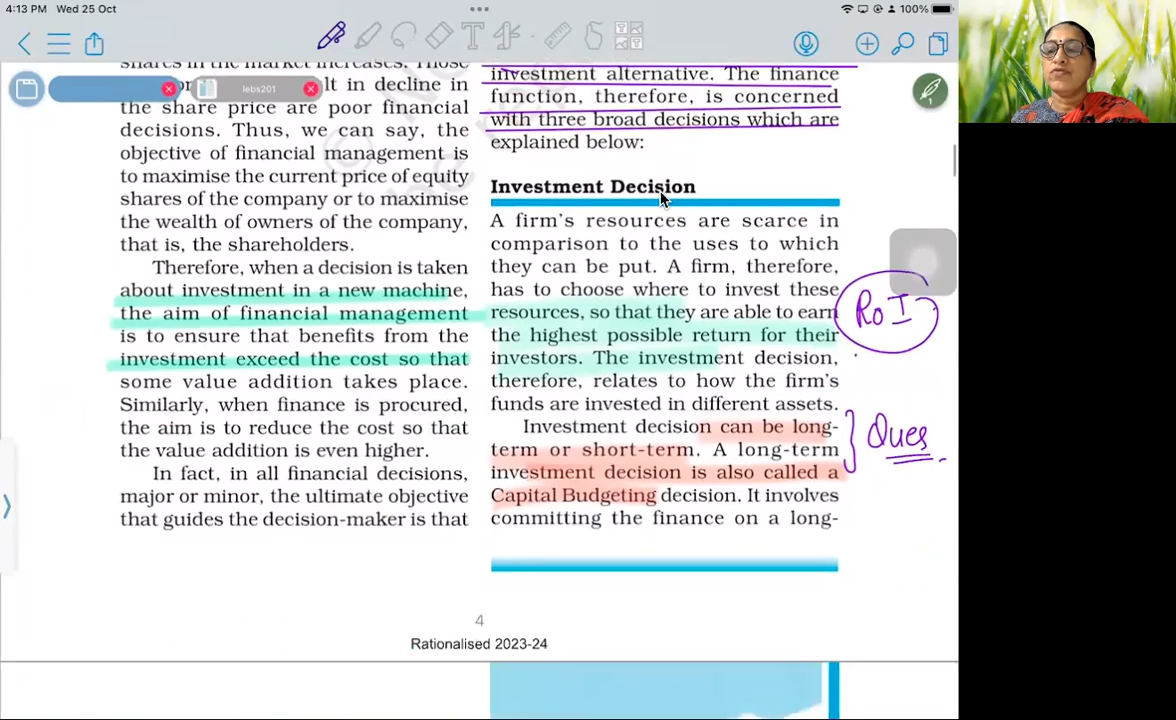 4:13 PM Wed 25 Oct
100%
lebs201
1
shares in the market increases. Those
lt in decline in
the share price are poor financial
decisions. Thus, we can say, the
objective of financial management is
to maximise the current price of equity
shares of the company or to maximise
the wealth of owners of the company,
that is, the shareholders.
Therefore, when a decision is taken
about investment in a new machine,
the aim of financial management
is to ensure that benefits from the
investment exceed the cost so that
some value addition takes place.
Similarly, when finance is procured,
the aim is to reduce the cost so that
the value addition is even higher.
In fact, in all financial decisions,
major or minor, the ultimate objective
that guides the decision-maker is that
investment alternative. The finance
function, therefore, is concerned
with three broad decisions which are
explained below:
Investment Decision
A firm's resources are scarce in
comparison to the uses to which
they can be put. A firm, therefore,
has to choose where to invest these
resources, so that they are able to earn
the highest possible return for their
investors. The investment decision,
therefore, relates to how the firm's
funds are invested in different assets.
Investment decision can be long-
term or short-term. A long-term
investment decision is also called a
Capital Budgeting decision. It involves
committing the finance on a long-
RoI
Ques
4
Rationalised 2023-24